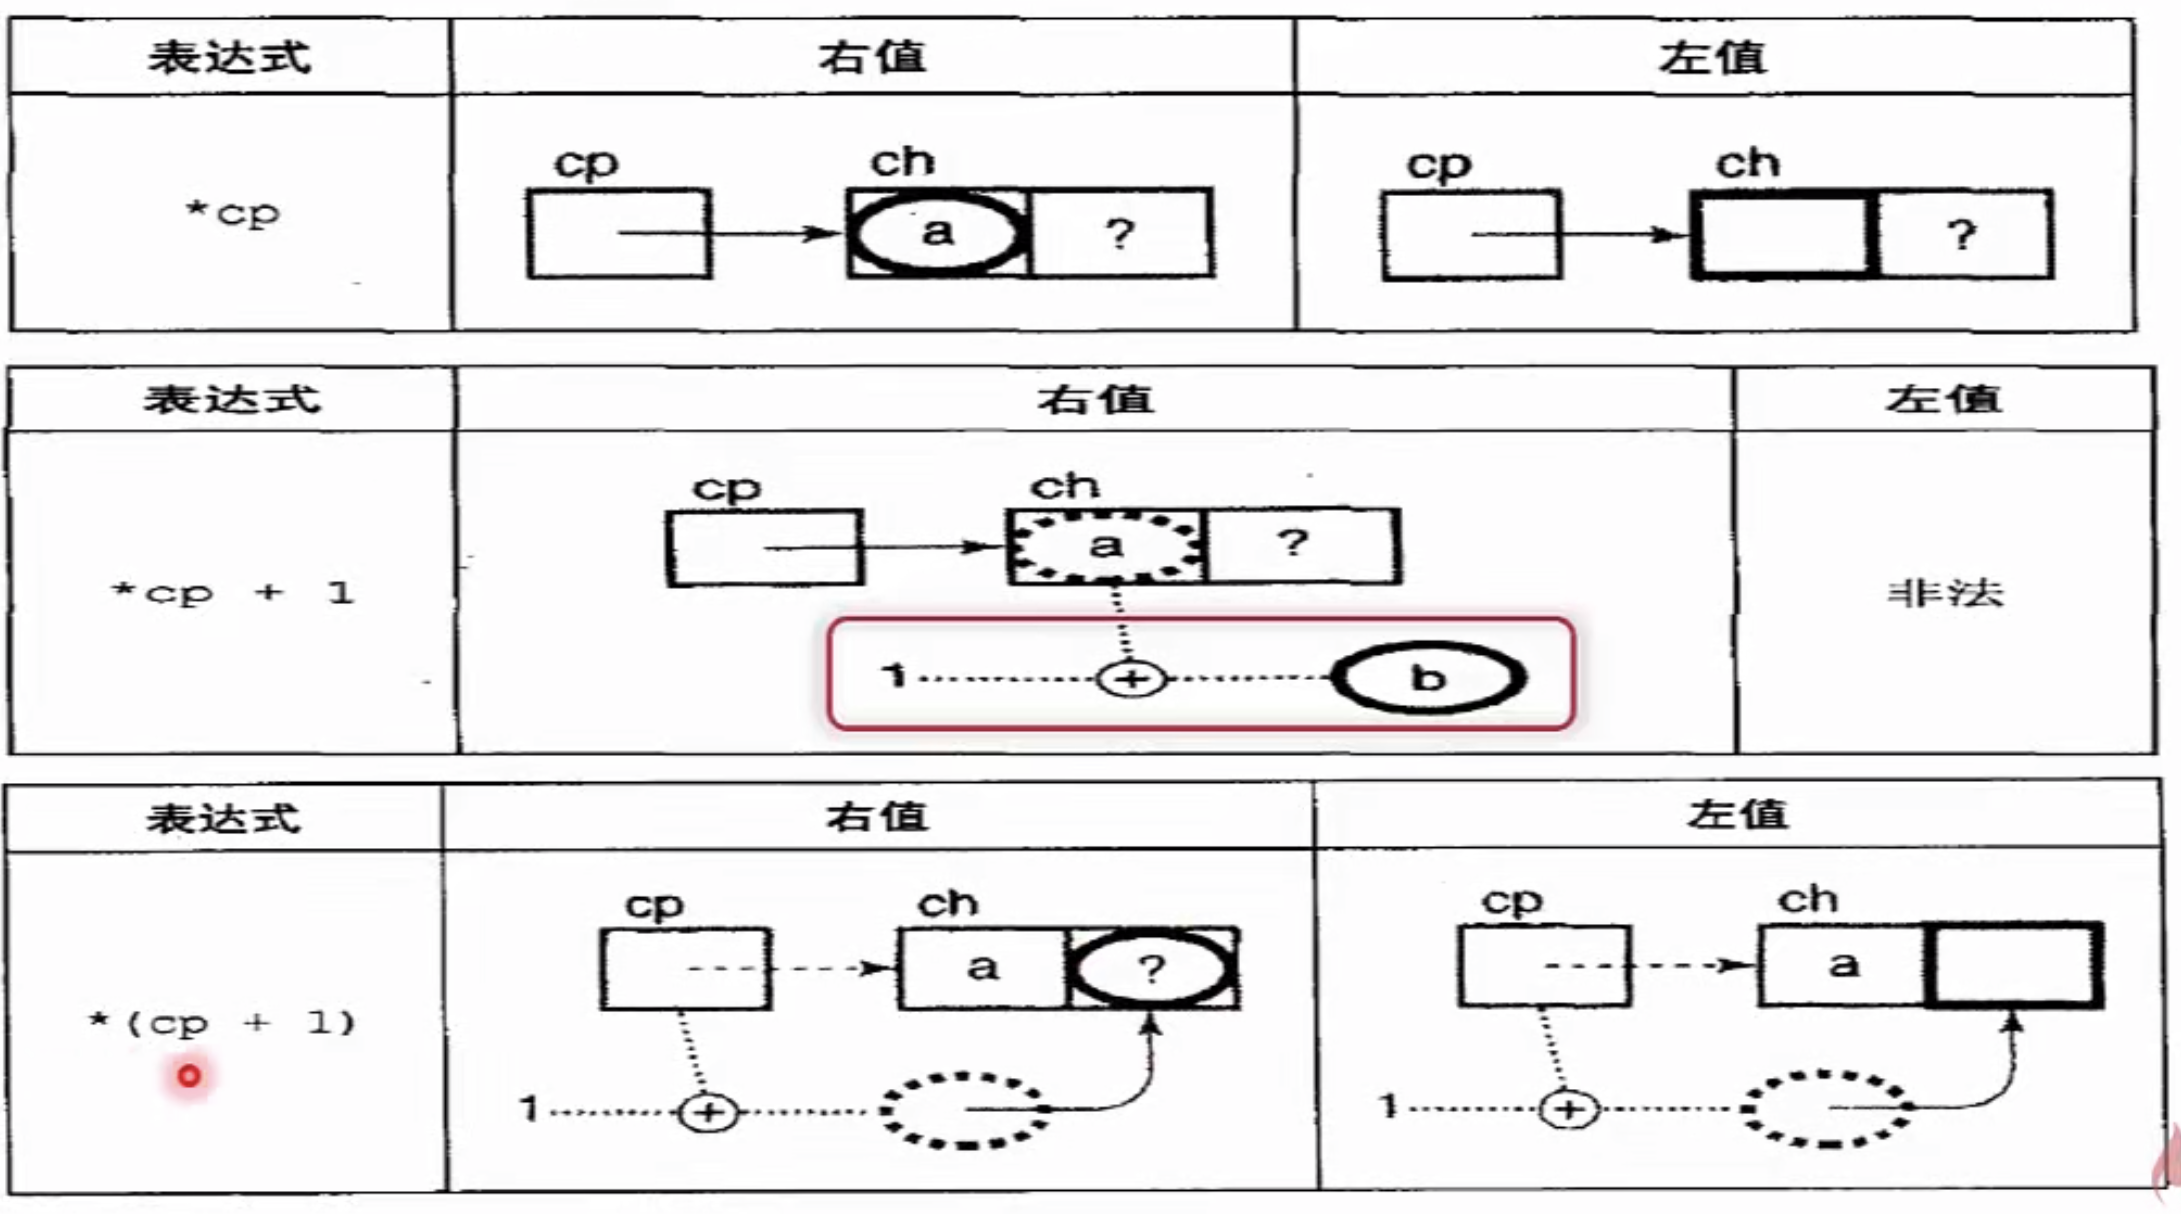 表达式 右值 左值
cp ch cp ch
*cp a ? ?
表达式 右值 左值
cp ch
a ?
*cp + 1 非法
1 + b
表达式 右值 左值
cp ch cp ch
a ? a
*(cp + 1)
1 + 1 +